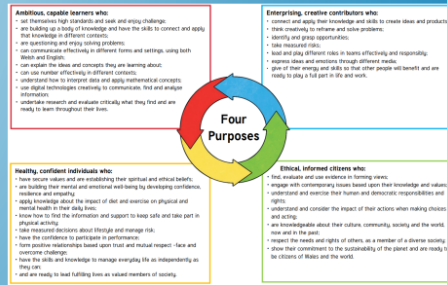 Ambitious, capable learners who:
• set themselves high standards and seek and enjoy challenge;
• are building up a body of knowledge and have the skills to connect and apply
that knowledge in different contexts;
• are questioning and enjoy solving problems;
• can communicate effectively in different forms and settings, using both
Welsh and English;
• can explain the ideas and concepts they are learning about;
• can use number effectively in different contexts;
• understand how to interpret data and apply mathematical concepts;
• use digital technologies creatively to communicate, find and analyse
information;
• undertake research and evaluate critically what they find and are
ready to learn throughout their lives.
Enterprising, creative contributors who:
• connect and apply their knowledge and skills to create ideas and products
• think creatively to reframe and solve problems;
• identify and grasp opportunities;
• take measured risks;
• lead and play different roles in teams effectively and responsibly;
• express ideas and emotions through different media;
• give of their energy and skills so that other people will benefit and are
ready to play a full part in life and work.
Four
Purposes
Healthy, confident individuals who:
• have secure values and are establishing their spiritual and ethical beliefs;
• are building their mental and emotional well-being by developing confidence,
resilience and empathy;
• apply knowledge about the impact of diet and exercise on physical and
mental health in their daily lives;
• know how to find the information and support to keep safe and take part in
physical activity;
• take measured decisions about lifestyle and manage risk;
• have the confidence to participate in performance;
• form positive relationships based upon trust and mutual respect -face and
overcome challenge;
• have the skills and knowledge to manage everyday life as independently as
they can;
• and are ready to lead fulfilling lives as valued members of society.
Ethical, informed citizens who:
• find, evaluate and use evidence in forming views;
• engage with contemporary issues based upon their knowledge and values;
• understand and exercise their human and democratic responsibilities and
rights;
• understand and consider the impact of their actions when making choices
and acting;
• are knowledgeable about their culture, community, society and the world,
now and in the past;
• respect the needs and rights of others, as a member of a diverse society;
• show their commitment to the sustainability of the planet and are ready to
be citizens of Wales and the world.